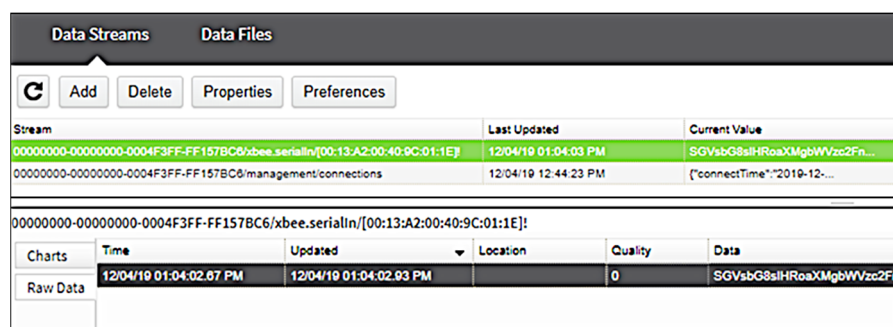 Data Streams Data Files
Add Delete Properties Preferences
Stream Last Updated Current Value
00000000-00000000-0004F3FF-FF157BC6/xbee.serialIn/[00:13:A2:00:40:9C:01:1E]! 12/04/19 01:04:03 PM SGVsbG8sIHRoaXMgbWVzc2Fn...
00000000-00000000-0004F3FF-FF157BC6/management/connections 12/04/19 12:44:23 PM {"connectTime":"2019-12-...
00000000-00000000-0004F3FF-FF157BC6/xbee.serialIn/[00:13:A2:00:40:9C:01:1E]!
Charts Time Updated Location Quality Data
12/04/19 01:04:02.67 PM 12/04/19 01:04:02.93 PM 0 SGVsbG8sIHRoaXMgbWVzc2F
Raw Data